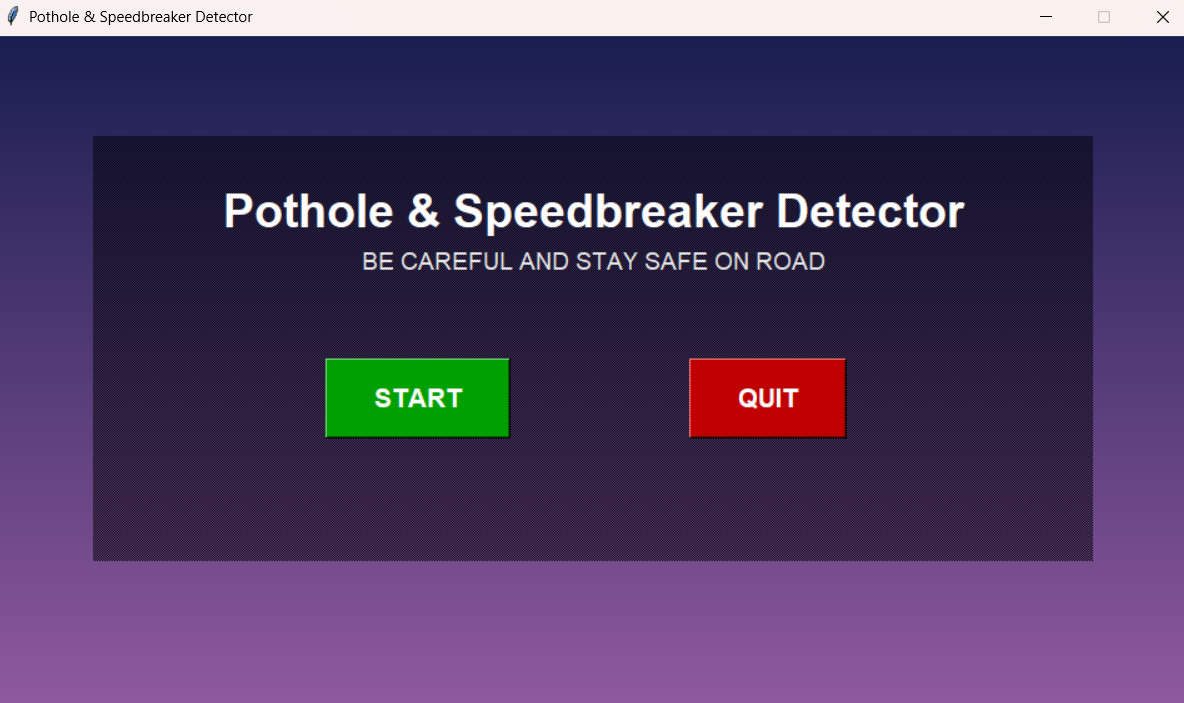 Pothole & Speedbreaker Detector
Pothole & Speedbreaker Detector
BE CAREFUL AND STAY SAFE ON ROAD
START
QUIT